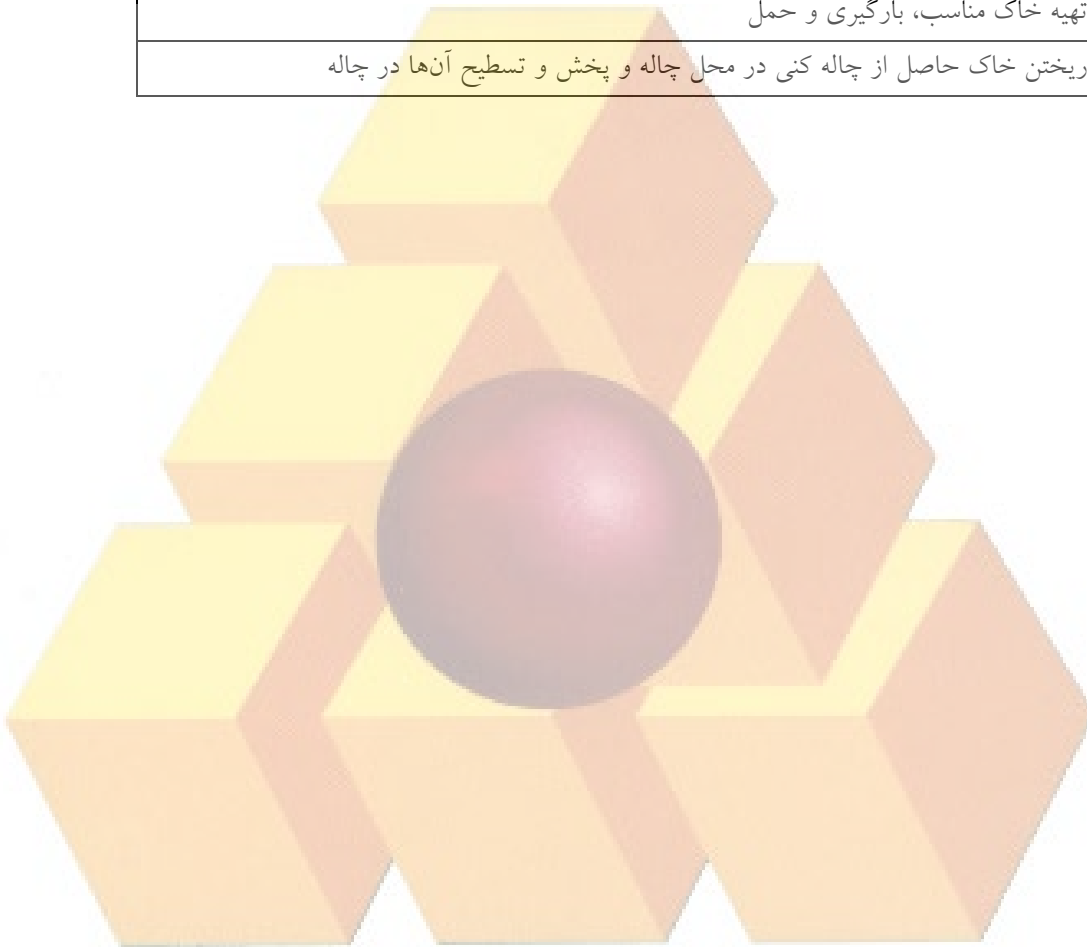 تهیه خاک مناسب، بارگیری و حمل
ریختن خاک حاصل از چاله کنی در محل چاله و پخش و تسطیح آن‌ها در چاله